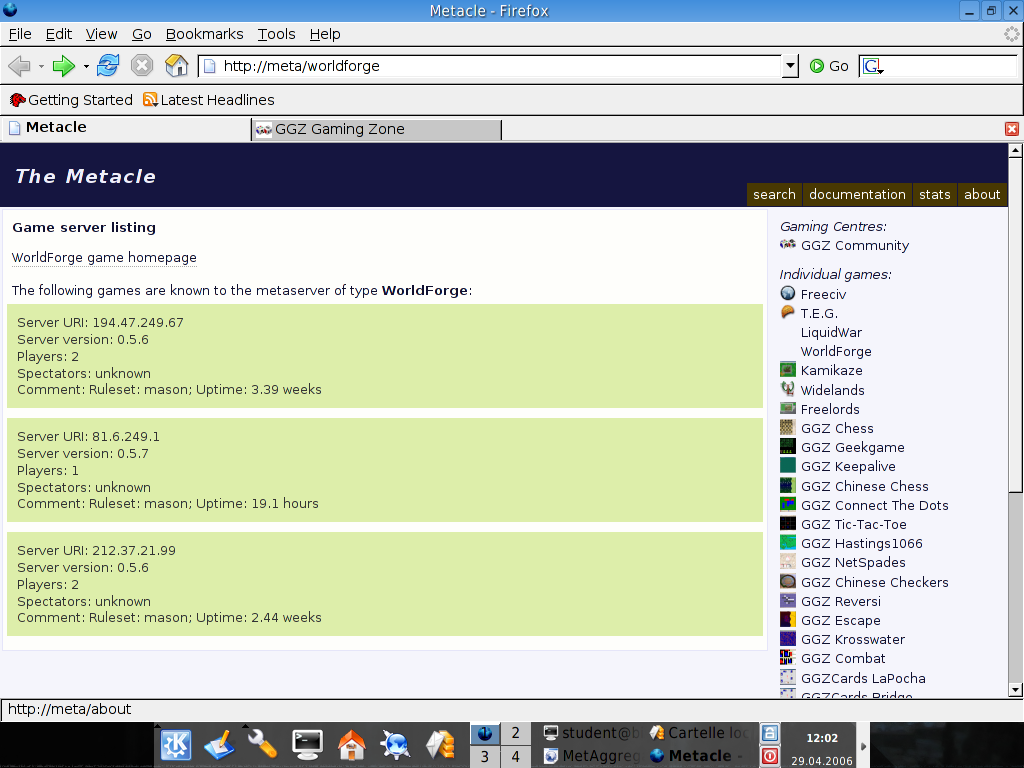 Metacle - Firefox
File Edit View Go Bookmarks Tools Help
http://meta/worldforge Go G
Getting Started Latest Headlines
Metacle GGZ Gaming Zone
The Metacle
search documentation stats about
Game server listing
WorldForge game homepage
The following games are known to the metaserver of type WorldForge:
Server URI: 194.47.249.67
Server version: 0.5.6
Players: 2
Spectators: unknown
Comment: Ruleset: mason; Uptime: 3.39 weeks
Server URI: 81.6.249.1
Server version: 0.5.7
Players: 1
Spectators: unknown
Comment: Ruleset: mason; Uptime: 19.1 hours
Server URI: 212.37.21.99
Server version: 0.5.6
Players: 2
Spectators: unknown
Comment: Ruleset: mason; Uptime: 2.44 weeks
Gaming Centres:
GGZ Community
Individual games:
Freeciv
T.E.G.
LiquidWar
WorldForge
Kamikaze
Widelands
Freelords
GGZ Chess
GGZ Geekgame
GGZ Keepalive
GGZ Chinese Chess
GGZ Connect The Dots
GGZ Tic-Tac-Toe
GGZ Hastings1066
GGZ NetSpades
GGZ Chinese Checkers
GGZ Reversi
GGZ Escape
GGZ Krosswater
GGZ Combat
GGZCards LaPocha
GGZCards Bridge
http://meta/about
2 student@b Cartelle lo
3 4 MetAggreg Metacle -
12:02
29.04.2006